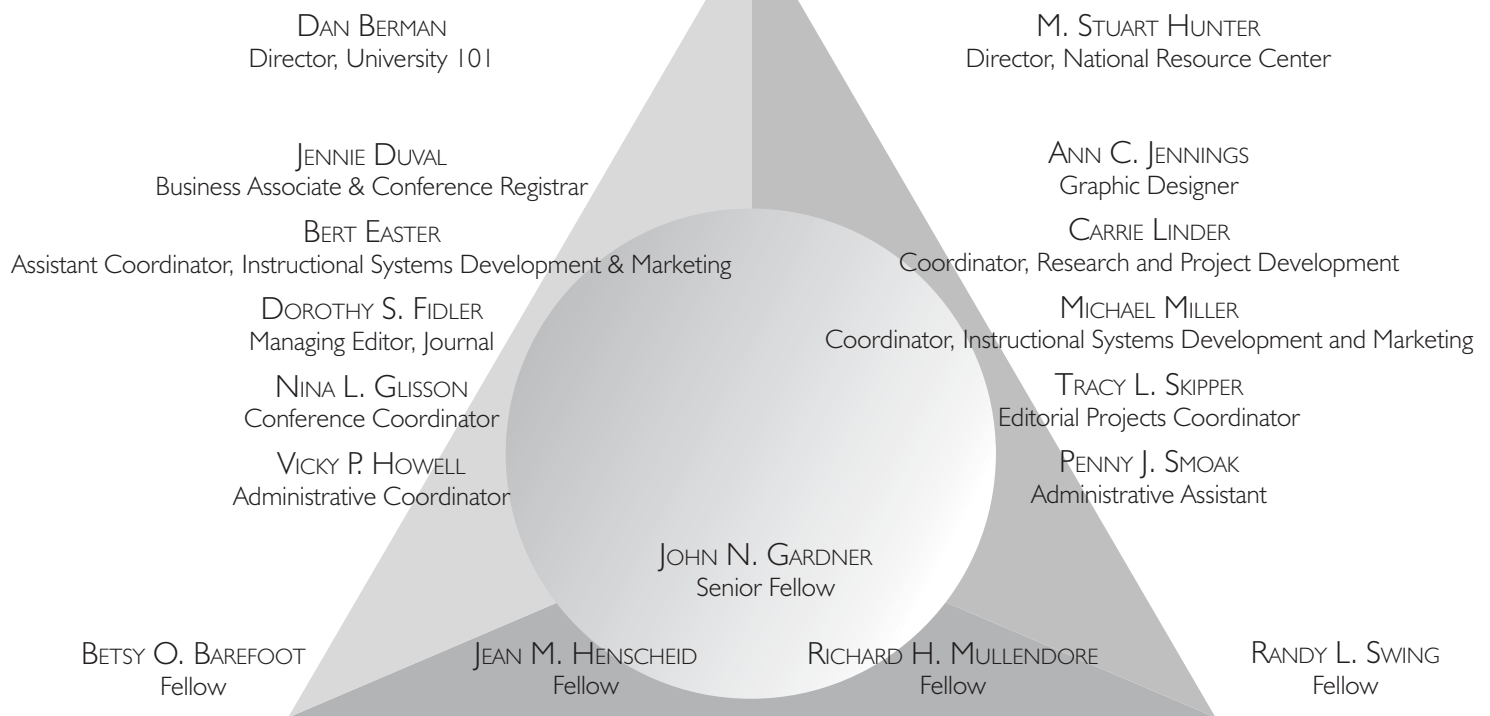 Dan Berman
Director, University 101
Jennie Duval
Business Associate & Conference Registrar
Bert Easter
Assistant Coordinator, Instructional Systems Development & Marketing
Dorothy S. Fidler
Managing Editor, Journal
Nina L. Glisson
Conference Coordinator
Vicky P. Howell
Administrative Coordinator
M. Stuart Hunter
Director, National Resource Center
Ann C. Jennings
Graphic Designer
Carrie Linder
Coordinator, Research and Project Development
Michael Miller
Coordinator, Instructional Systems Development and Marketing
Tracy L. Skipper
Editorial Projects Coordinator
Penny J. Smoak
Administrative Assistant
John N. Gardner
Senior Fellow
Betsy O. Barefoot
Fellow
Jean M. Henscheid
Fellow
Richard H. Mullendore
Fellow
Randy L. Swing
Fellow